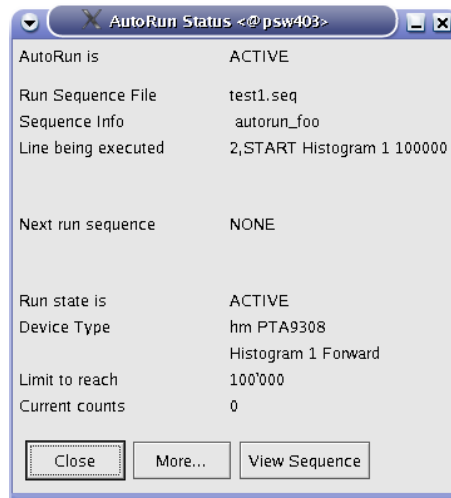 AutoRun Status <@psw403>
AutoRun is ACTIVE
Run Sequence File test1.seq
Sequence Info autorun_foo
Line being executed 2,START Histogram 1 100000
Next run sequence NONE
Run state is ACTIVE
Device Type hm PTA9308
Histogram 1 Forward
Limit to reach 100'000
Current counts 0
Close More... View Sequence